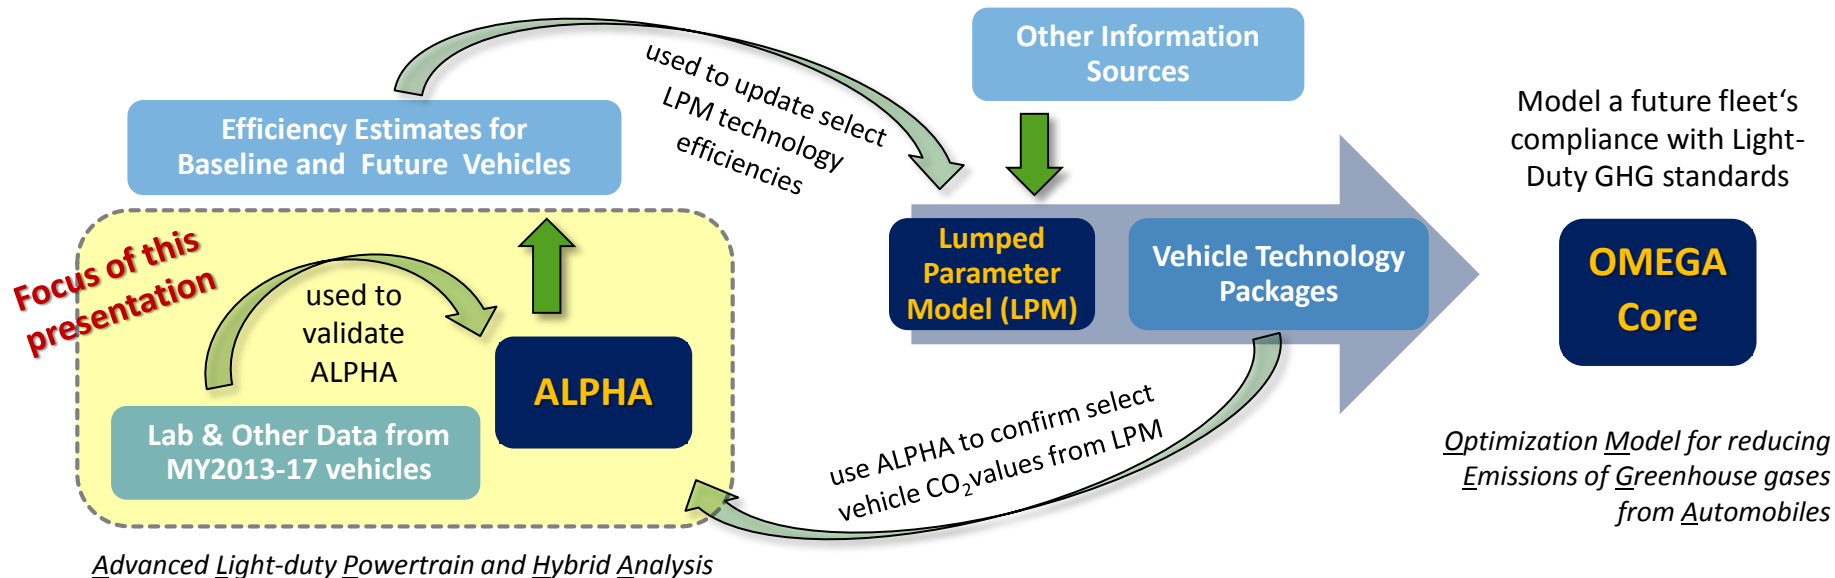 Other Information
Sources
used to update select
LPM technology
efficiencies
Efficiency Estimates for
Baseline and Future Vehicles
Model a future fleet‘s
compliance with Light-
Duty GHG standards
Focus of this
presentation
used to
validate
ALPHA
ALPHA
Lab & Other Data from
MY2013-17 vehicles
Lumped
Parameter
Model (LPM)
Vehicle Technology
Packages
OMEGA
Core
use ALPHA to confirm select
vehicle CO₂values from LPM
Optimization Model for reducing
Emissions of Greenhouse gases
from Automobiles
Advanced Light-duty Powertrain and Hybrid Analysis